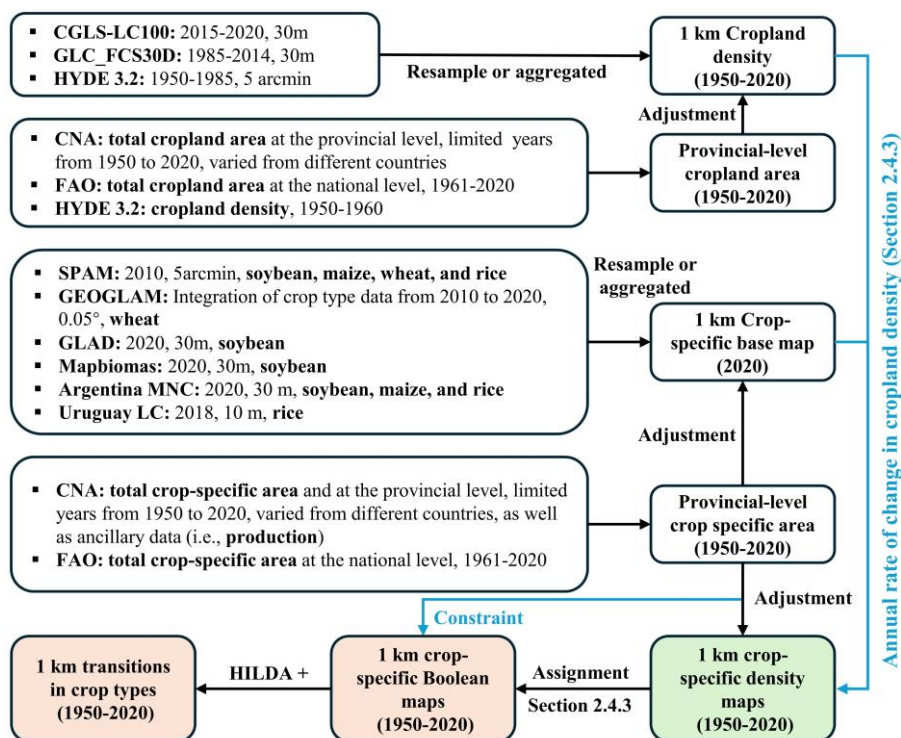 ▪ CGLS-LC100: 2015-2020, 30m
▪ GLC_FCS30D: 1985-2014, 30m
▪ HYDE 3.2: 1950-1985, 5 arcmin
Resample or aggregated
1 km Cropland
density
(1950-2020)
Adjustment
▪ CNA: total cropland area at the provincial level, limited years
from 1950 to 2020, varied from different countries
▪ FAO: total cropland area at the national level, 1961-2020
▪ HYDE 3.2: cropland density, 1950-1960
Provincial-level
cropland area
(1950-2020)
▪ SPAM: 2010, 5arcmin, soybean, maize, wheat, and rice
▪ GEOGLAM: Integration of crop type data from 2010 to 2020,
0.05°, wheat
▪ GLAD: 2020, 30m, soybean
▪ Mapbiomas: 2020, 30m, soybean
▪ Argentina MNC: 2020, 30 m, soybean, maize, and rice
▪ Uruguay LC: 2018, 10 m, rice
Resample or
aggregated
1 km Crop-
specific base map
(2020)
Adjustment
▪ CNA: total crop-specific area and at the provincial level, limited
years from 1950 to 2020, varied from different countries, as well
as ancillary data (i.e., production)
▪ FAO: total crop-specific area at the national level, 1961-2020
Provincial-level
crop specific area
(1950-2020)
Annual rate of change in cropland density (Section 2.4.3)
Constraint
Adjustment
1 km transitions
in crop types
(1950-2020)
HILDA +
1 km crop-
specific Boolean
maps
(1950-2020)
Assignment
Section 2.4.3
1 km crop-
specific density
maps
(1950-2020)